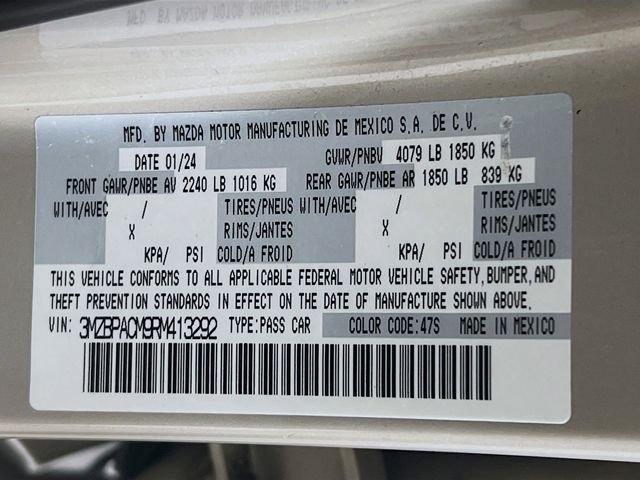 MFD. BY MAZDA MOTOR MANUFACTURING DE MEXICO S.A. DE C.V.
DATE 01/24 GVWR/PNBV 4079 LB 1850 KG
FRONT GAWR/PNBE AV 2240 LB 1016 KG REAR GAWR/PNBE AR 1850 LB 839 KG
WITH/AVEC / TIRES/PNEUS WITH/AVEC / TIRES/PNEUS
X RIMS/JANTES X RIMS/JANTES
KPA/ PSI COLD/A FROID KPA/ PSI COLD/A FROID
THIS VEHICLE CONFORMS TO ALL APPLICABLE FEDERAL MOTOR VEHICLE SAFETY, BUMPER, AND
THEFT PREVENTION STANDARDS IN EFFECT ON THE DATE OF MANUFACTURE SHOWN ABOVE.
VIN: 3MZBPACM9RM413292 TYPE:PASS CAR COLOR CODE:47S MADE IN MEXICO